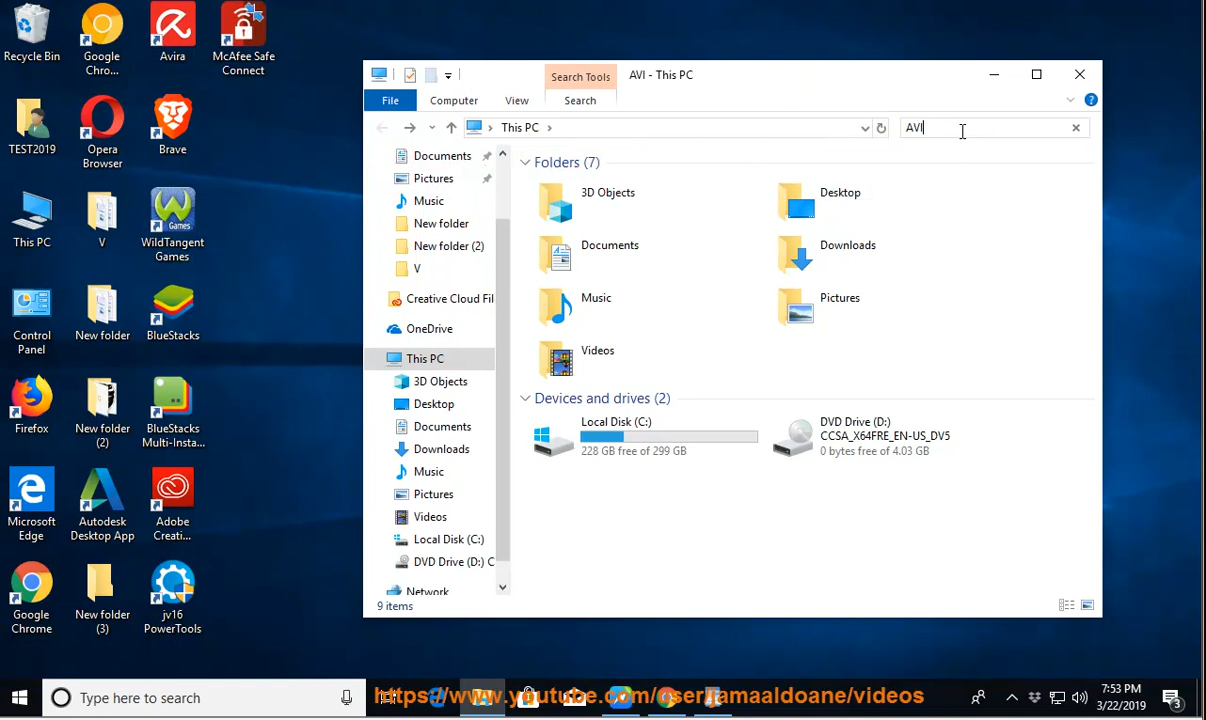 Recycle Bin
Google
Chro...
Avira
McAfee Safe
Connect
TEST2019
Opera
Browser
Brave
This PC
V
WildTangent
Games
Control
Panel
New folder
BlueStacks
Firefox
New folder
(2)
BlueStacks
Multi-Insta...
Microsoft
Edge
Autodesk
Desktop App
Adobe
Creati...
Google
Chrome
New folder
(3)
jv16
PowerTools
Search Tools
AVI - This PC
File
Computer
View
Search
This PC
AVI
Documents
Pictures
Music
New folder
New folder (2)
V
Creative Cloud Fil
OneDrive
This PC
3D Objects
Desktop
Documents
Downloads
Music
Pictures
Videos
Local Disk (C:)
DVD Drive (D:) C
Network
Folders (7)
3D Objects
Desktop
Documents
Downloads
Music
Pictures
Videos
Devices and drives (2)
Local Disk (C:)
228 GB free of 299 GB
DVD Drive (D:)
CCSA_X64FRE_EN-US_DV5
0 bytes free of 4.03 GB
9 items
Type here to search
https://www.youtube.com/user/jamaaldoane/videos
7:53 PM
3/22/2019
3